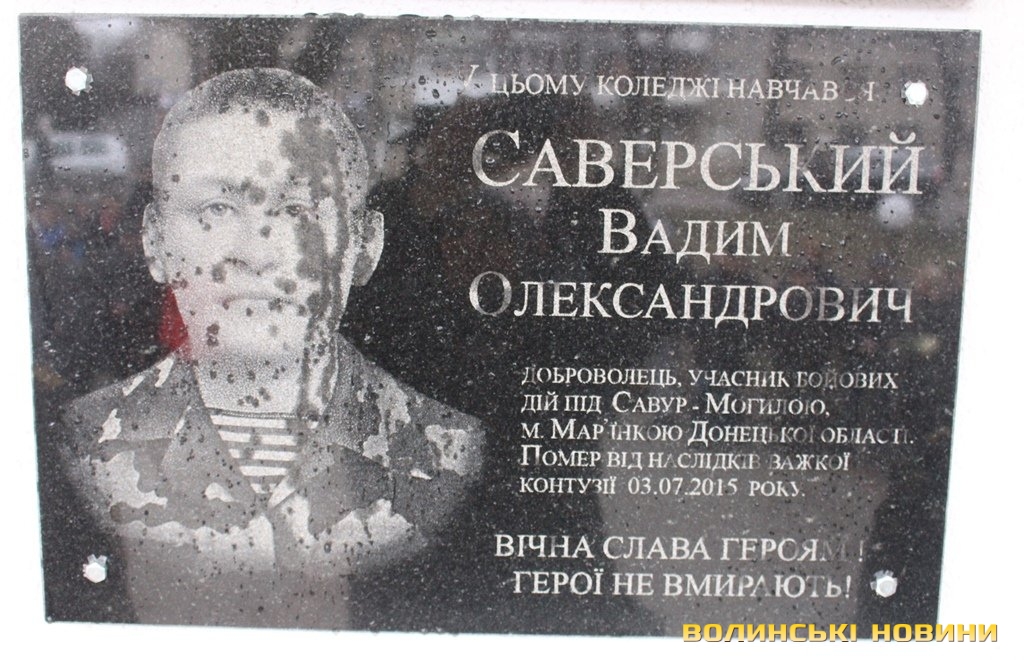 У ЦЬОМУ КОЛЕДЖІ НАВЧАВСЯ
САВЕРСЬКИЙ
ВАДИМ
ОЛЕКСАНДРОВИЧ
ДОБРОВОЛЕЦЬ, УЧАСНИК БОЙОВИХ
ДІЙ ПІД САВУР - МОГИЛОЮ,
М. МАР'ЇНКОЮ ДОНЕЦЬКОЇ ОБЛАСТІ.
ПОМЕР ВІД НАСЛІДКІВ ВАЖКОЇ
КОНТУЗІЇ 03.07.2015 РОКУ.
ВІЧНА СЛАВА ГЕРОЯМ!
ГЕРОЇ НЕ ВМИРАЮТЬ!
ВОЛИНСЬКІ НОВИНИ